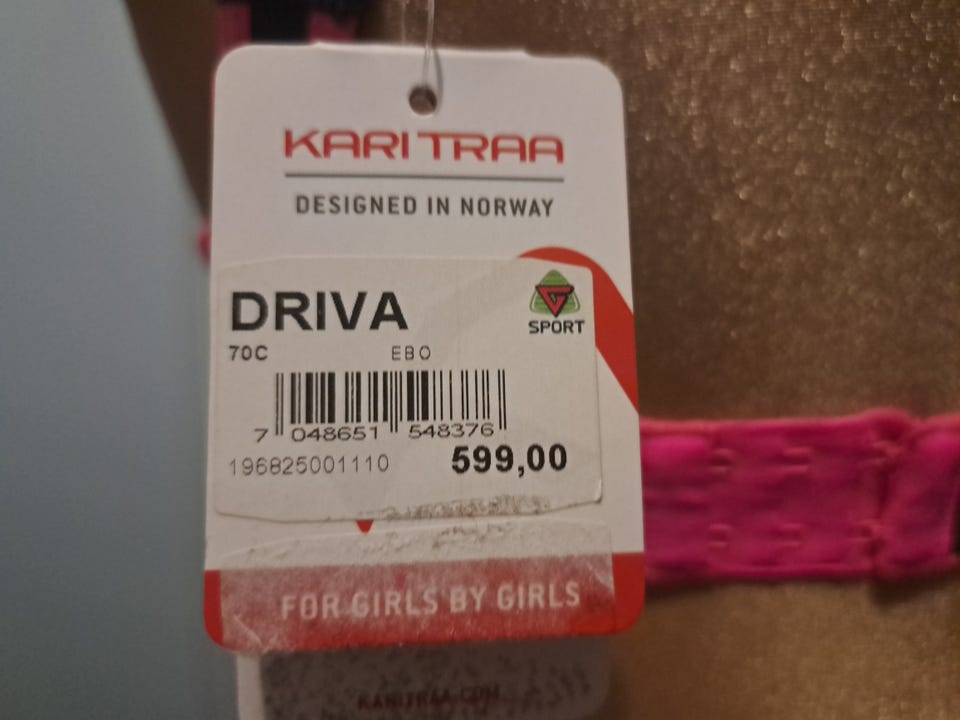 KARI TRAA
DESIGNED IN NORWAY
DRIVA
SPORT
70C EBO
7 048651 548376
196825001110 599,00
FOR GIRLS BY GIRLS
KARITRAA.COM